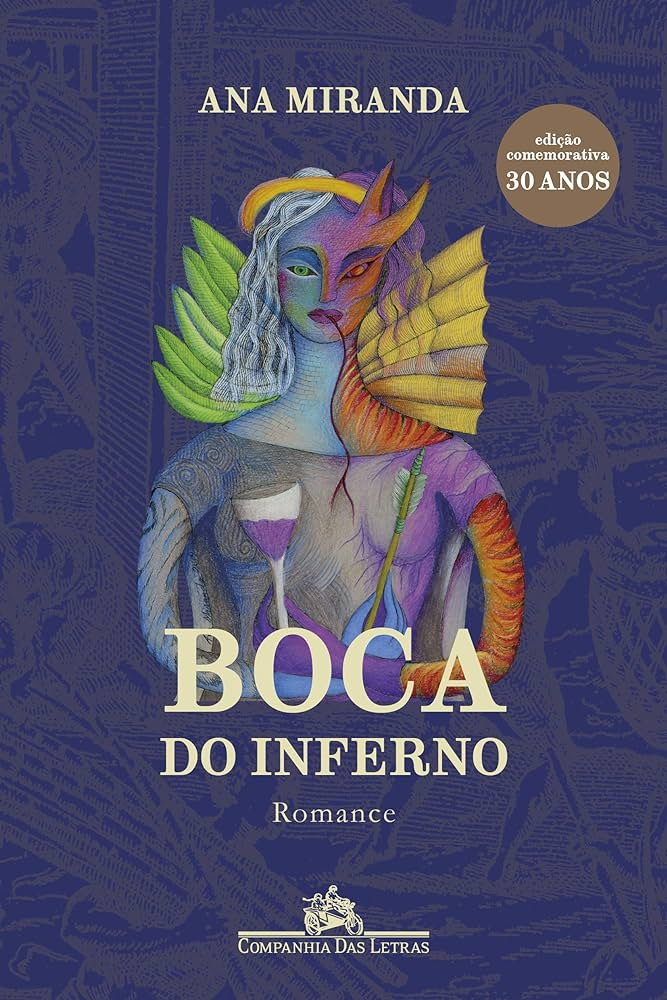 ANA MIRANDA
edição
comemorativa
30 ANOS
BOCA
DO INFERNO
Romance
COMPANHIA DAS LETRAS